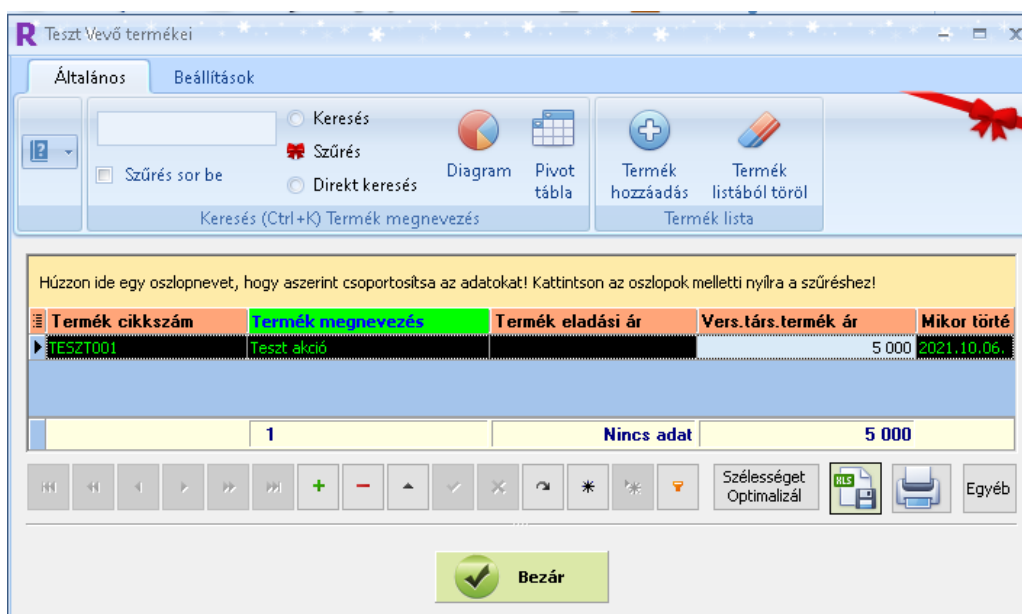 R Teszt Vevő termékei
Általános Beállítások
Keresés
Szűrés
Szűrés sor be
Direkt keresés
Diagram
Pivot
tábla
Keresés (Ctrl+K) Termék megnevezés
Termék
hozzáadás
Termék
listából töröl
Termék lista
Húzzon ide egy oszlopnevet, hogy aszerint csoportosítsa az adatokat! Kattintson az oszlopok melletti nyílra a szűréshez!
Termék cikkszám Termék megnevezés Termék eladási ár Vers.társ.termék ár Mikor törté
TESZT001 Teszt akció 5 000 2021.10.06.
1 Nincs adat 5 000
Szélességet
Optimalizál
XLS
Egyéb
Bezár